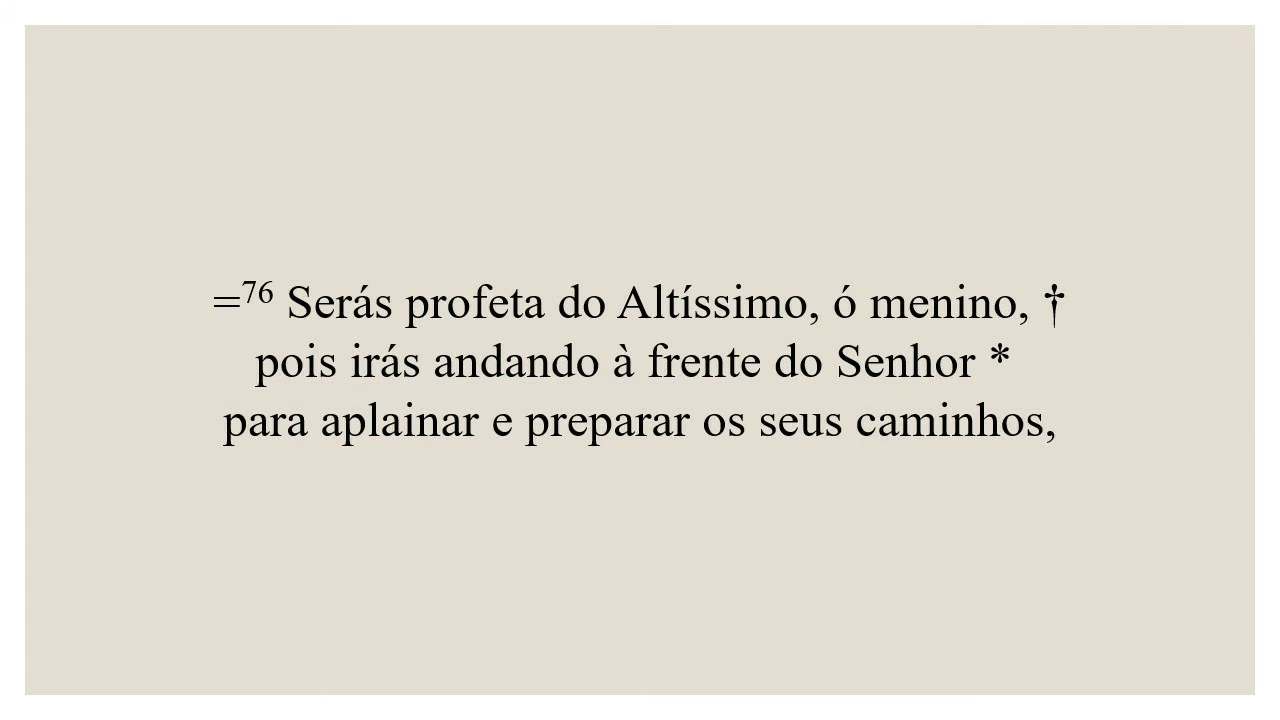 =76 Serás profeta do Altíssimo, ó menino, †
pois irás andando à frente do Senhor *
para aplainar e preparar os seus caminhos,